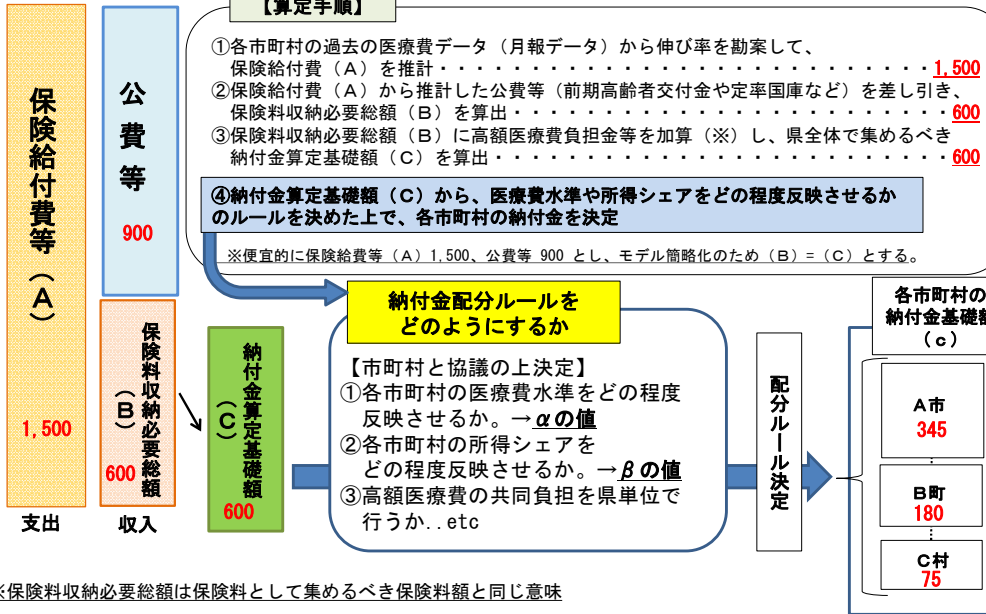 【算定手順】
①各市町村の過去の医療費データ（月報データ）から伸び率を勘案して、
保険給付費（A）を推計・・・・・・・・・・・・・・・・・・・・・・・・・・・・・1,500
②保険給付費（A）から推計した公費等（前期高齢者交付金や定率国庫など）を差し引き、
保険料収納必要総額（B）を算出・・・・・・・・・・・・・・・・・・・・・・・・・600
③保険料収納必要総額（B）に高額医療費負担金等を加算（※）し、県全体で集めるべき
納付金算定基礎額（C）を算出・・・・・・・・・・・・・・・・・・・・・・・・・・600
④納付金算定基礎額（C）から、医療費水準や所得シェアをどの程度反映させるか
のルールを決めた上で、各市町村の納付金を決定
※便宜的に保険給費等（A）1,500、公費等 900 とし、モデル簡略化のため（B）=（C）とする。
保険給付費等（A）
1,500
支出
公費等
900
保険料収納必要総額
（B）
600
収入
納付金算定基礎額
（C）
600
納付金配分ルールを
どのようにするか
【市町村と協議の上決定】
①各市町村の医療費水準をどの程度
反映させるか。→αの値
②各市町村の所得シェアを
どの程度反映させるか。→βの値
③高額医療費の共同負担を県単位で
行うか..etc
配分ルール決定
各市町村の
納付金基礎額
（c）
A市
345
B町
180
C村
75
※保険料収納必要総額は保険料として集めるべき保険料額と同じ意味